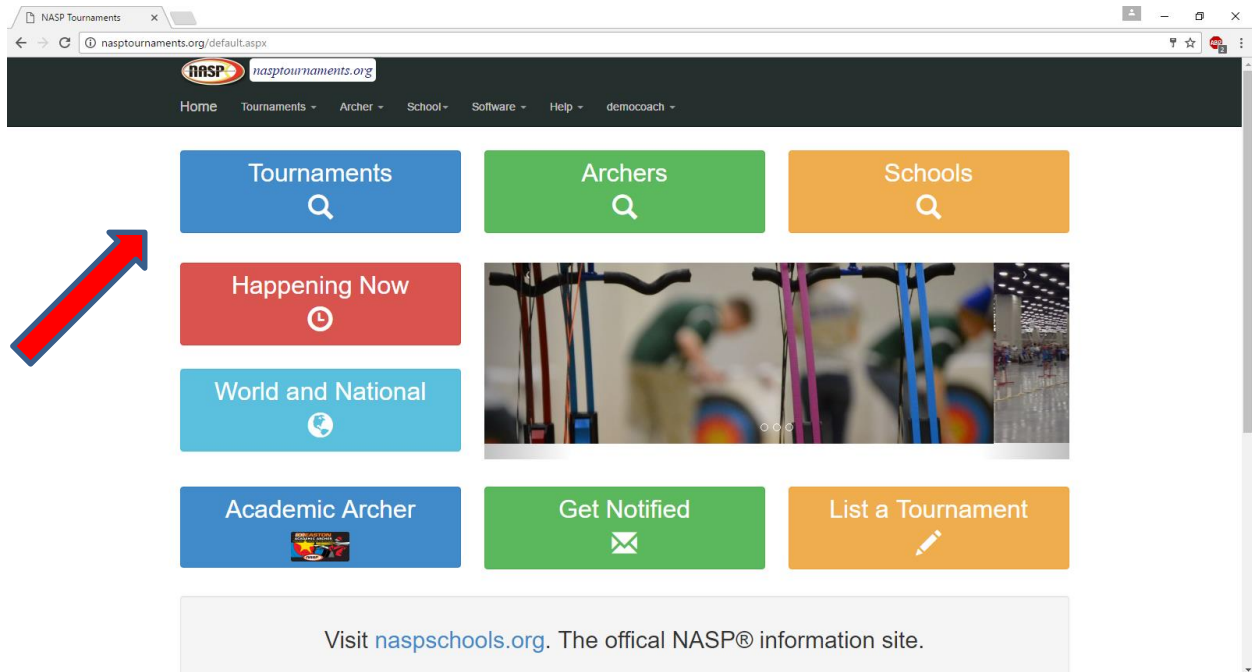 NASP Tournaments
nasptournaments.org/default.aspx
ABP
2
NASP
nasptournaments.org
Home Tournaments Archer School Software Help democoach
Tournaments Archers Schools
Happening Now
World and National
Academic Archer Get Notified List a Tournament
Visit naspschools.org. The offical NASP® information site.